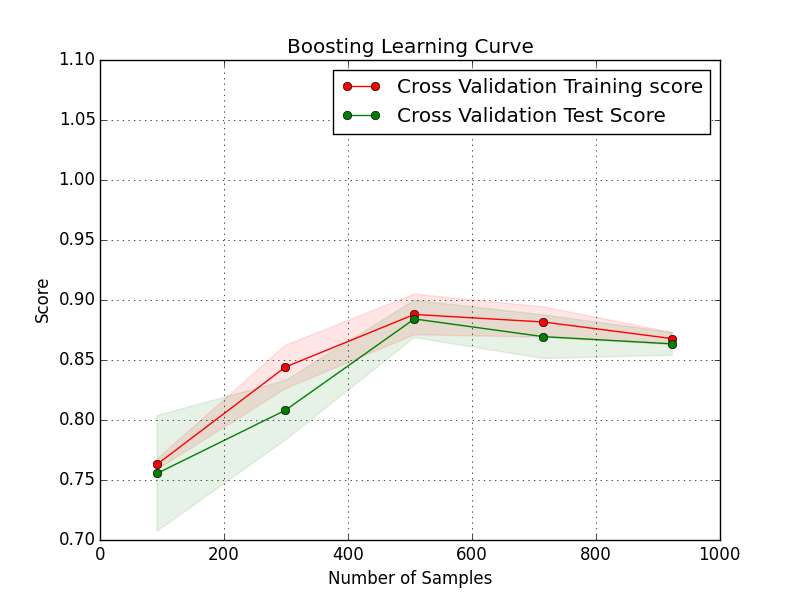 Boosting Learning Curve
Cross Validation Training score
Cross Validation Test Score
1.10
1.05
1.00
0.95
0.90
0.85
0.80
0.75
0.70
Score
0 200 400 600 800 1000
Number of Samples